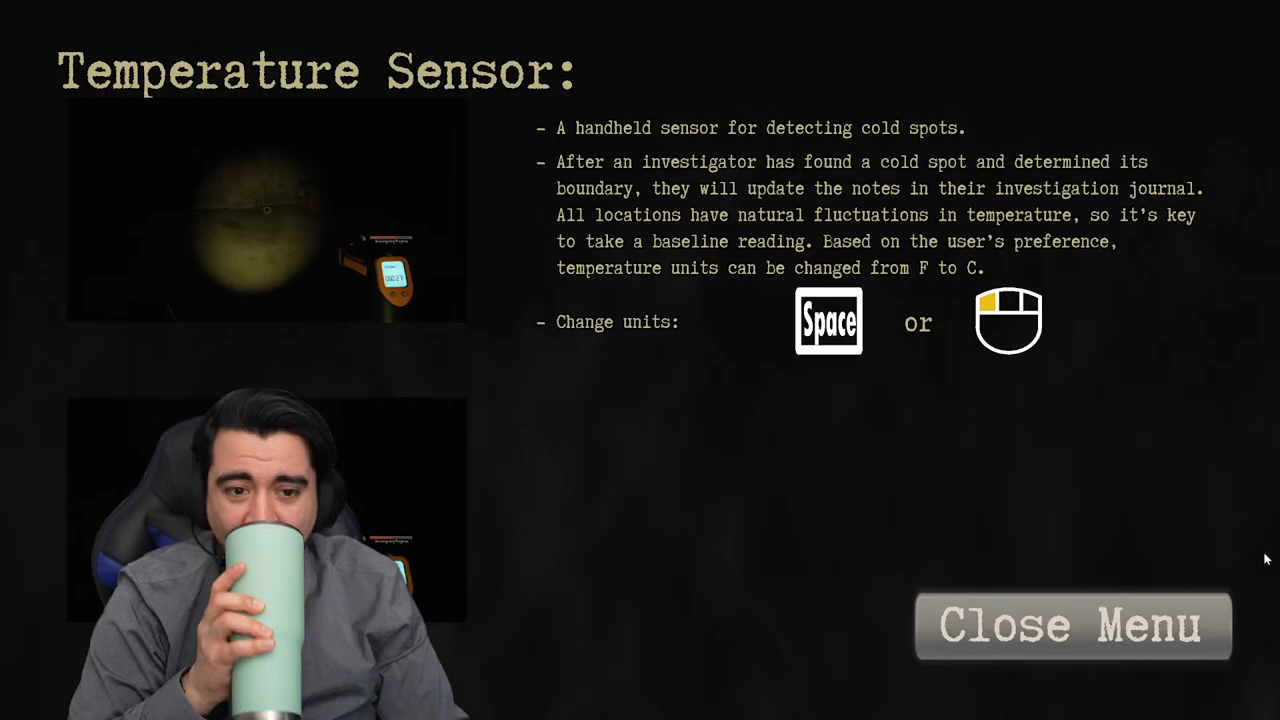 Temperature Sensor:
- A handheld sensor for detecting cold spots.
- After an investigator has found a cold spot and determined its
boundary, they will update the notes in their investigation journal.
All locations have natural fluctuations in temperature, so it's key
to take a baseline reading. Based on the user's preference,
temperature units can be changed from F to C.
- Change units: Space or
Close Menu